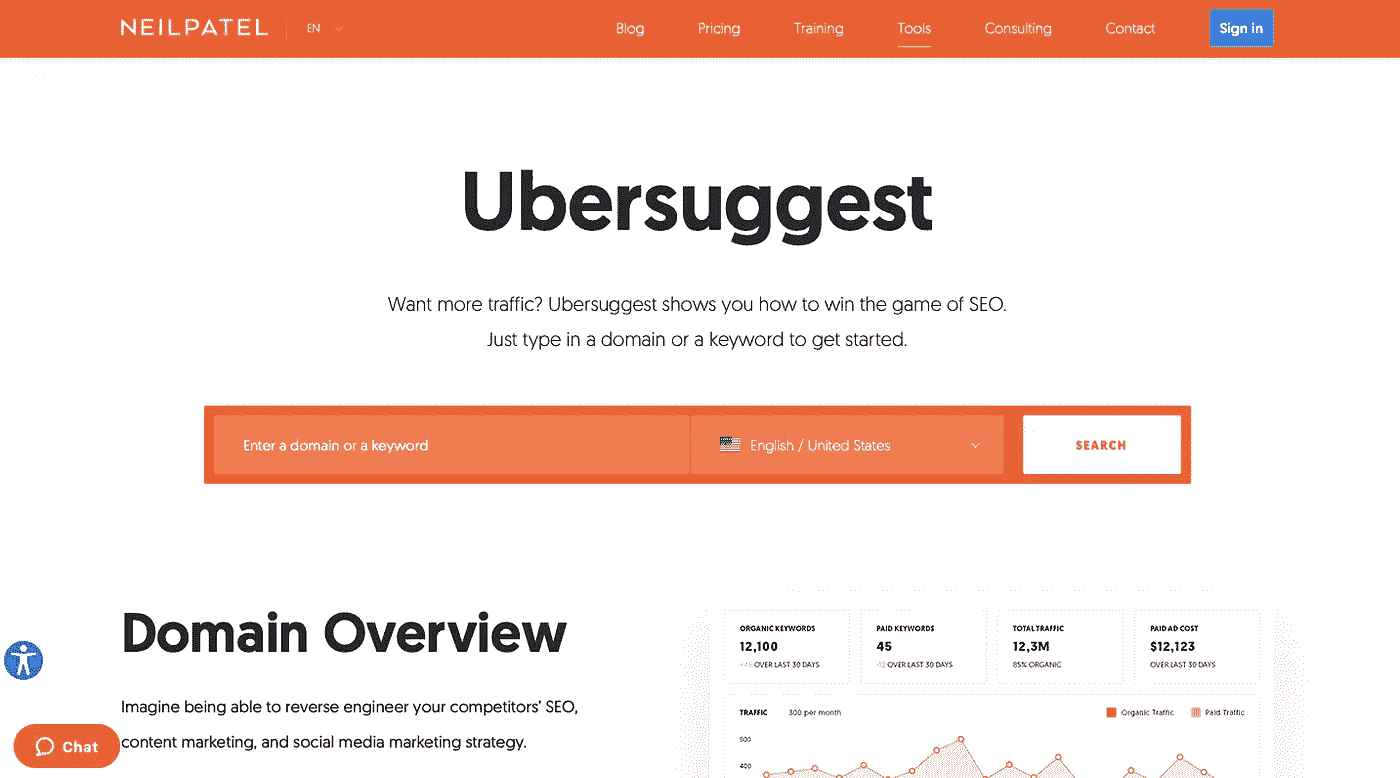 NEILPATEL EN Blog Pricing Training Tools Consulting Contact Sign in
Ubersuggest
Want more traffic? Ubersuggest shows you how to win the game of SEO.
Just type in a domain or a keyword to get started.
Enter a domain or a keyword English / United States SEARCH
Domain Overview
Imagine being able to reverse engineer your competitors’ SEO,
content marketing, and social media marketing strategy.
Chat
ORGANIC KEYWORDS PAID KEYWORDS TOTAL TRAFFIC PAID AD COST
12,100 45 12,3M $12,123
OVER LAST 30 DAYS -12 OVER LAST 30 DAYS 85% ORGANIC OVER LAST 30 DAYS
TRAFFIC 300 per month Organic Traffic Paid Traffic
500
400